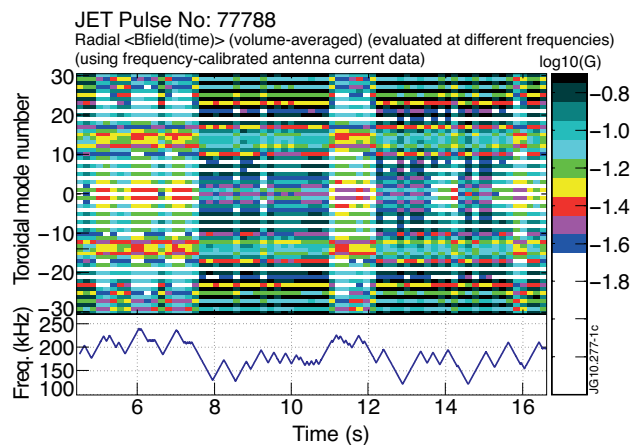 JET Pulse No: 77788
Radial <Bfield(time)> (volume-averaged) (evaluated at different frequencies)
(using frequency-calibrated antenna current data)
log10(G)
Toroidal mode number
30
20
10
0
−10
−20
−30
−0.8
−1.0
−1.2
−1.4
−1.6
−1.8
Freq.(kHz)
250
200
150
100
6
8
10
12
14
16
Time (s)
JG10.277-1c